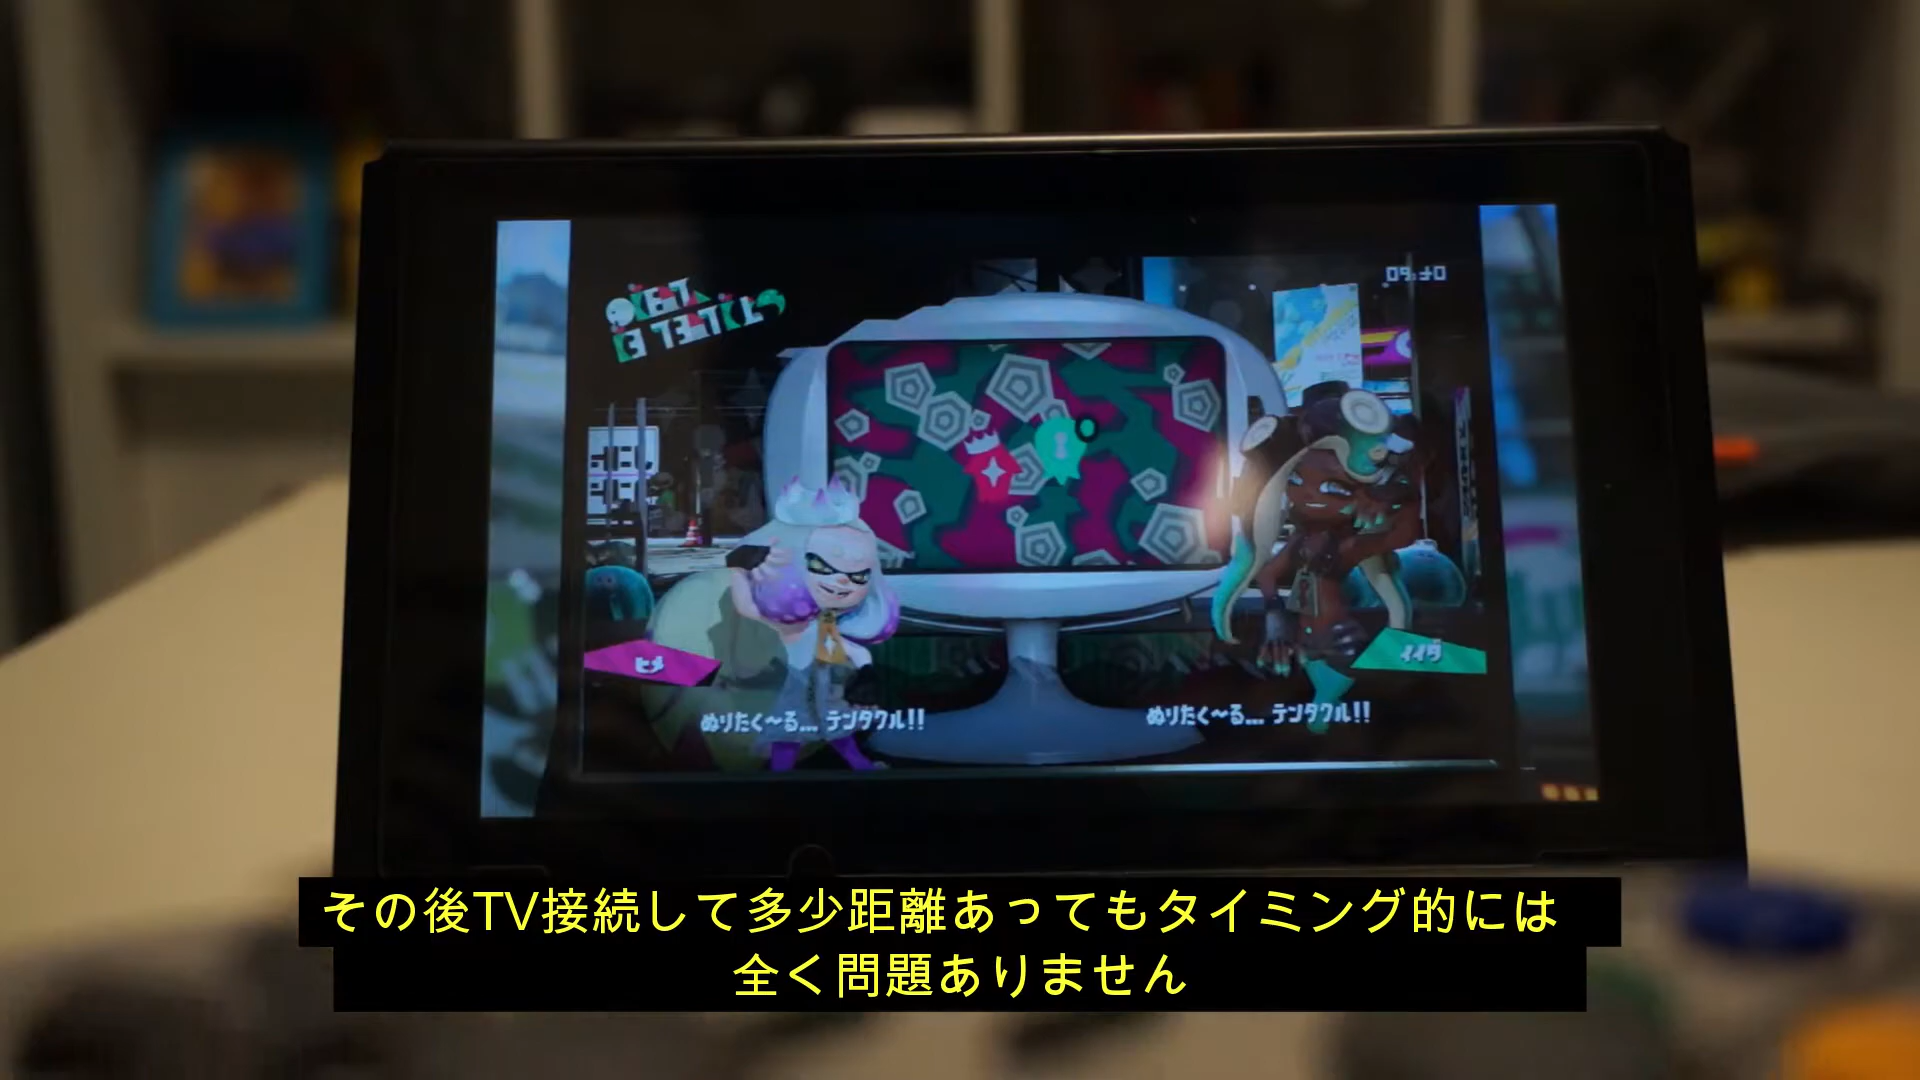 ヒメ
イイダ
ぬりたく〜る... テンタクル!!
ぬりたく〜る... テンタクル!!
その後TV接続して多少距離あってもタイミング的には
全く問題ありません